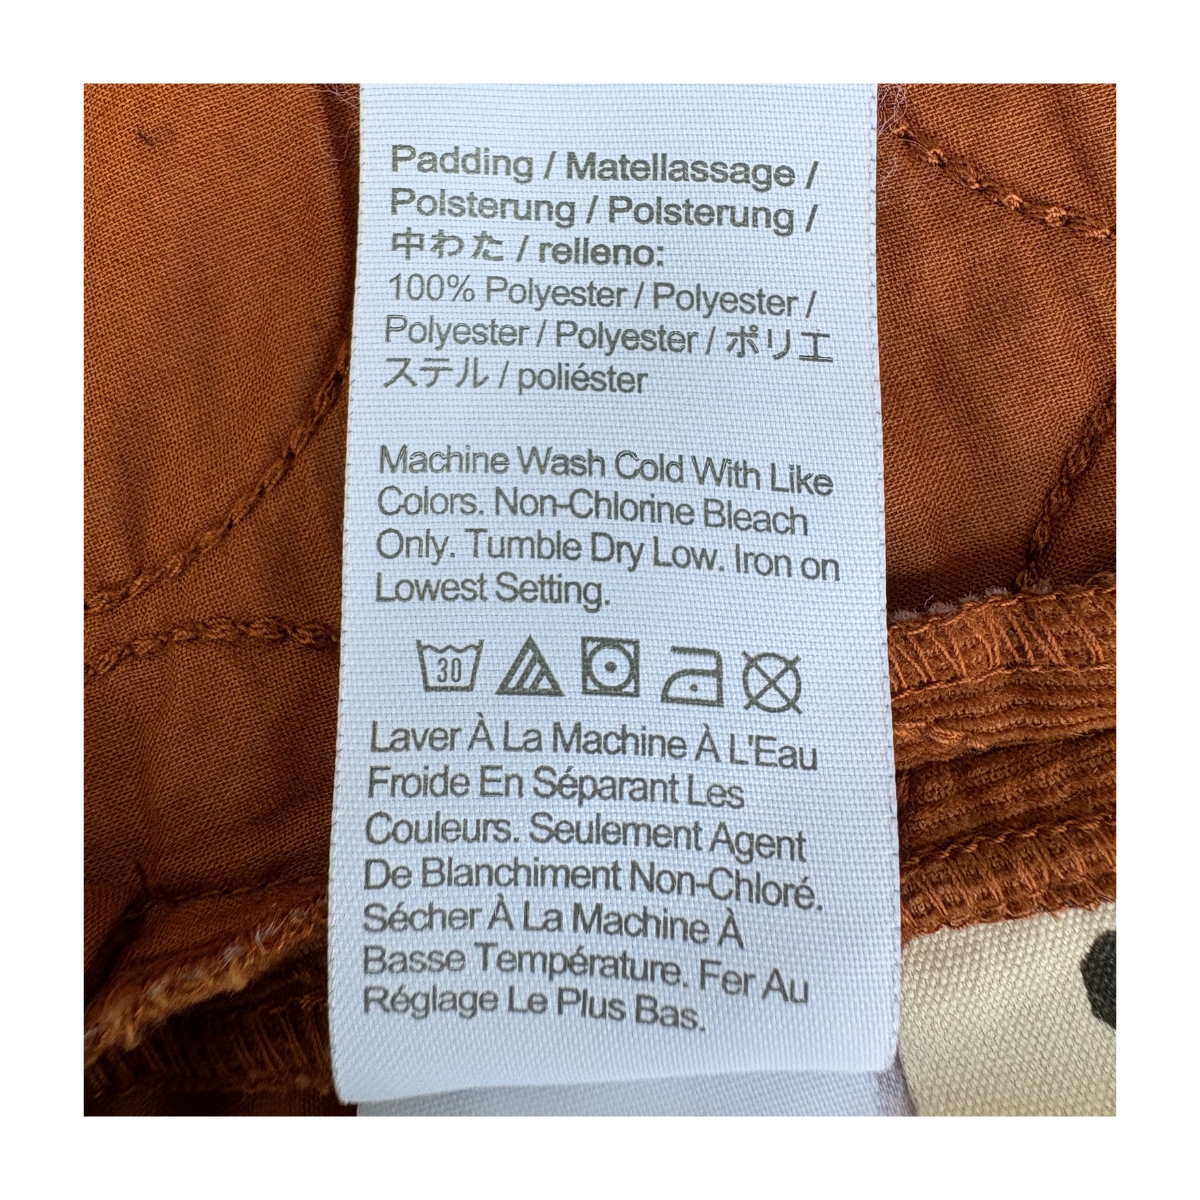 Padding / Matellassage /
Polsterung / Polsterung /
中わた / relleno:
100% Polyester / Polyester /
Polyester / Polyester / ポリエ
ステル / poliéster
Machine Wash Cold With Like
Colors. Non-Chlorine Bleach
Only. Tumble Dry Low. Iron on
Lowest Setting.
30
Laver À La Machine À L'Eau
Froide En Séparant Les
Couleurs. Seulement Agent
De Blanchiment Non-Chloré.
Sécher À La Machine À
Basse Température. Fer Au
Réglage Le Plus Bas.